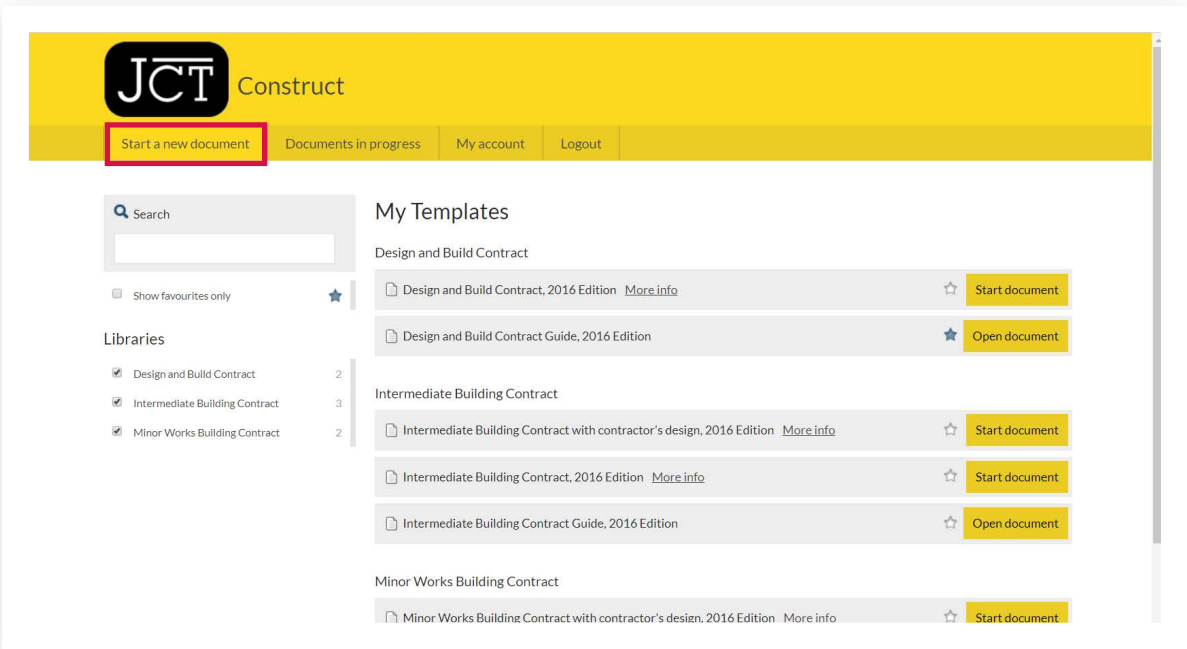 JCT Construct
Start a new document Documents in progress My account Logout
Search
Show favourites only
Libraries
Design and Build Contract 2
Intermediate Building Contract 3
Minor Works Building Contract 2
My Templates
Design and Build Contract
Design and Build Contract, 2016 Edition More info Start document
Design and Build Contract Guide, 2016 Edition Open document
Intermediate Building Contract
Intermediate Building Contract with contractor's design, 2016 Edition More info Start document
Intermediate Building Contract, 2016 Edition More info Start document
Intermediate Building Contract Guide, 2016 Edition Open document
Minor Works Building Contract
Minor Works Building Contract with contractor's design, 2016 Edition More info Start document